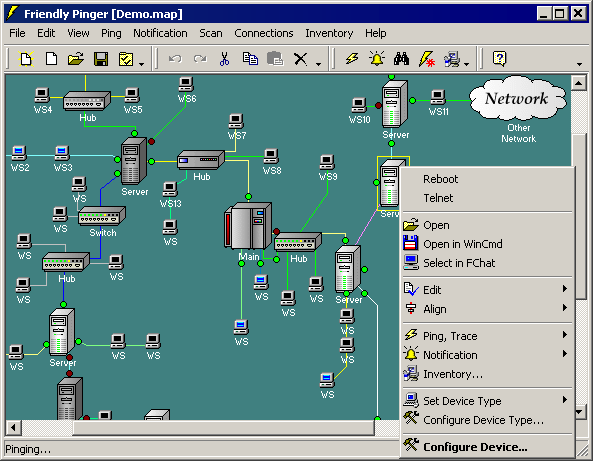 Friendly Pinger [Demo.map]
File Edit View Ping Notification Scan Connections Inventory Help
WS4
WS5
WS6
Hub
WS10
WS11
Network
Other
Network
Server
WS7
WS2
WS3
WS8
WS9
Server
Hub
WS
WS13
Server
WS
Switch
WS
WS
Main
Hub
WS
WS
Hub
WS
WS
WS
WS
Server
WS
WS
WS
WS
Server
WS
WS
WS
Reboot
Telnet
Open
Open in WinCmd
Select in FChat
Edit
Align
Ping, Trace
Notification
Inventory...
Set Device Type
Configure Device Type...
Configure Device...
Pinging...